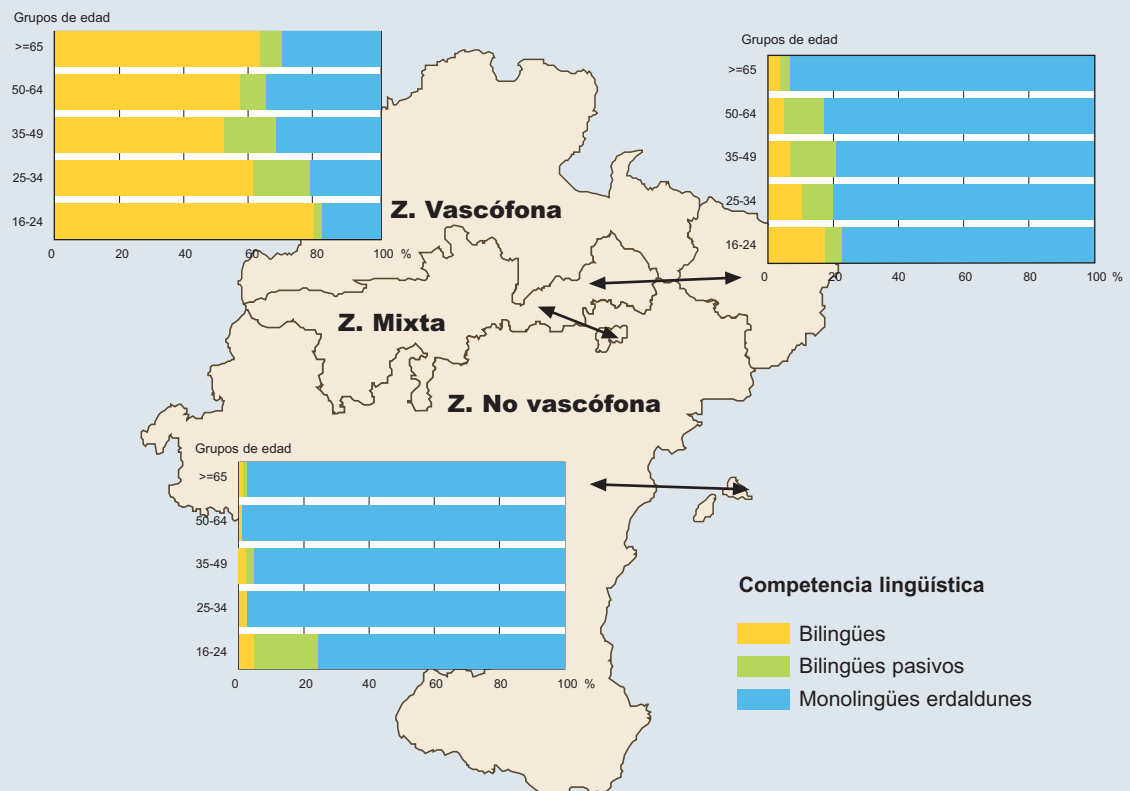 Grupos de edad
>=65
50-64
35-49
25-34
16-24
0 20 40 60 80 100 %
Grupos de edad
>=65
50-64
35-49
25-34
16-24
0 20 40 60 80 100 %
Z. Vascófona
Z. Mixta
Z. No vascófona
Grupos de edad
>=65
50-64
35-49
25-34
16-24
0 20 40 60 80 100 %
Competencia lingüística
Bilingües
Bilingües pasivos
Monolingües erdaldunes